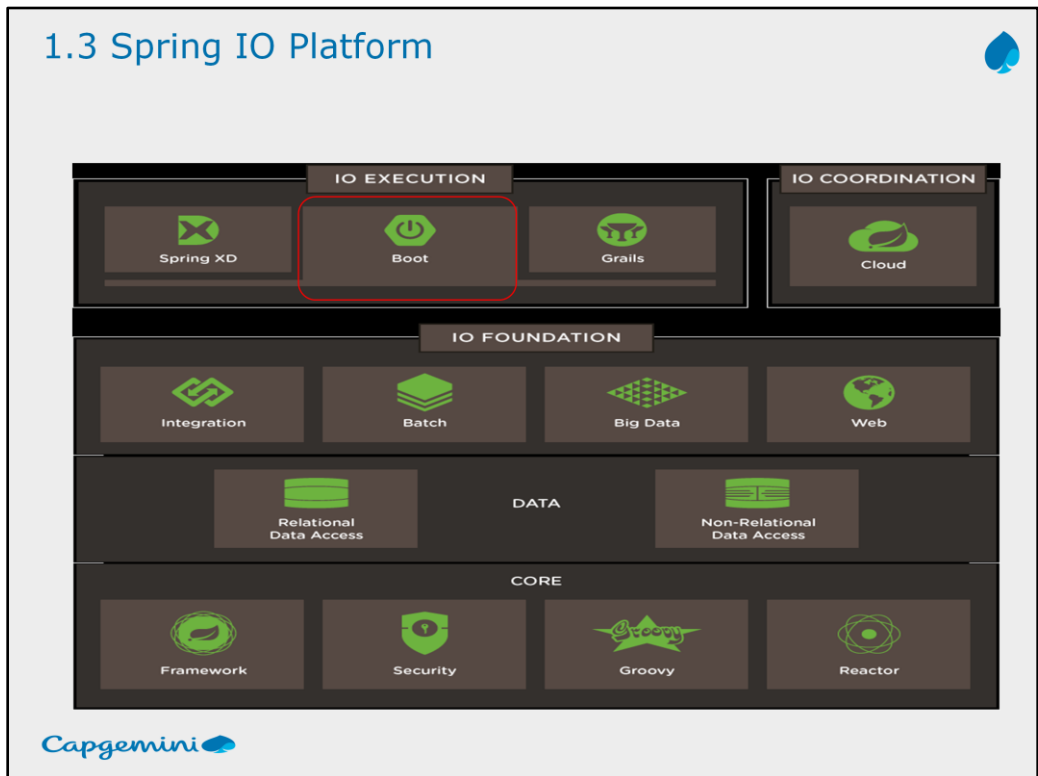 1.3 Spring IO Platform
IO EXECUTION
IO COORDINATION
Spring XD
Boot
Grails
Cloud
IO FOUNDATION
Integration
Batch
Big Data
Web
DATA
Relational
Data Access
Non-Relational
Data Access
CORE
Framework
Security
Groovy
Groovy
Reactor
Capgemini